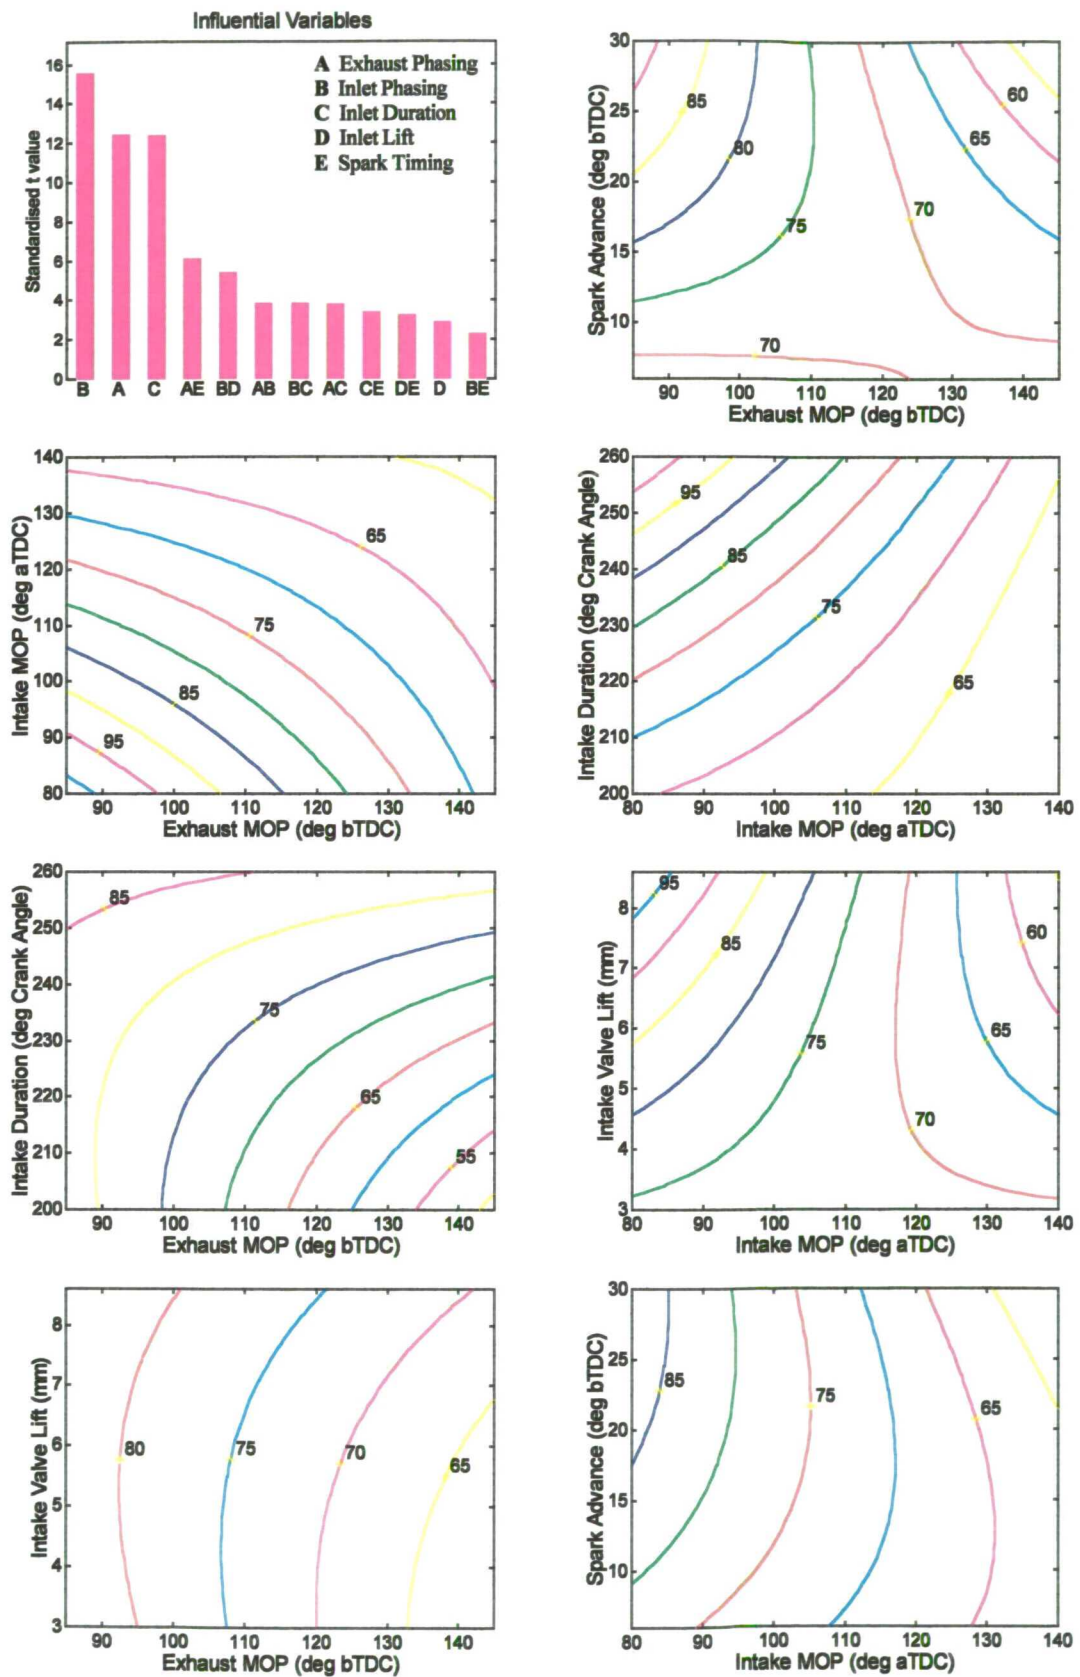 Influential Variables
16
14
12
10
8
6
4
2
0
Standardised t value
A Exhaust Phasing
B Inlet Phasing
C Inlet Duration
D Inlet Lift
E Spark Timing
B A C AE BD AB BC AC CE DE D BE
30
25
20
15
10
Spark Advance (deg bTDC)
85
80
75
70
70
65
60
90 100 110 120 130 140
Exhaust MOP (deg bTDC)
140
130
120
110
100
90
80
Intake MOP (deg aTDC)
65
75
85
95
90 100 110 120 130 140
Exhaust MOP (deg bTDC)
260
250
240
230
220
210
200
Intake Duration (deg Crank Angle)
95
85
75
65
80 90 100 110 120 130 140
Intake MOP (deg aTDC)
260
250
240
230
220
210
200
Intake Duration (deg Crank Angle)
85
75
65
55
90 100 110 120 130 140
Exhaust MOP (deg bTDC)
8
7
6
5
4
3
Intake Valve Lift (mm)
95
85
75
70
65
60
80 90 100 110 120 130 140
Intake MOP (deg aTDC)
8
7
6
5
4
3
Intake Valve Lift (mm)
80
75
70
65
90 100 110 120 130 140
Exhaust MOP (deg bTDC)
30
25
20
15
10
Spark Advance (deg bTDC)
85
75
65
80 90 100 110 120 130 140
Intake MOP (deg aTDC)